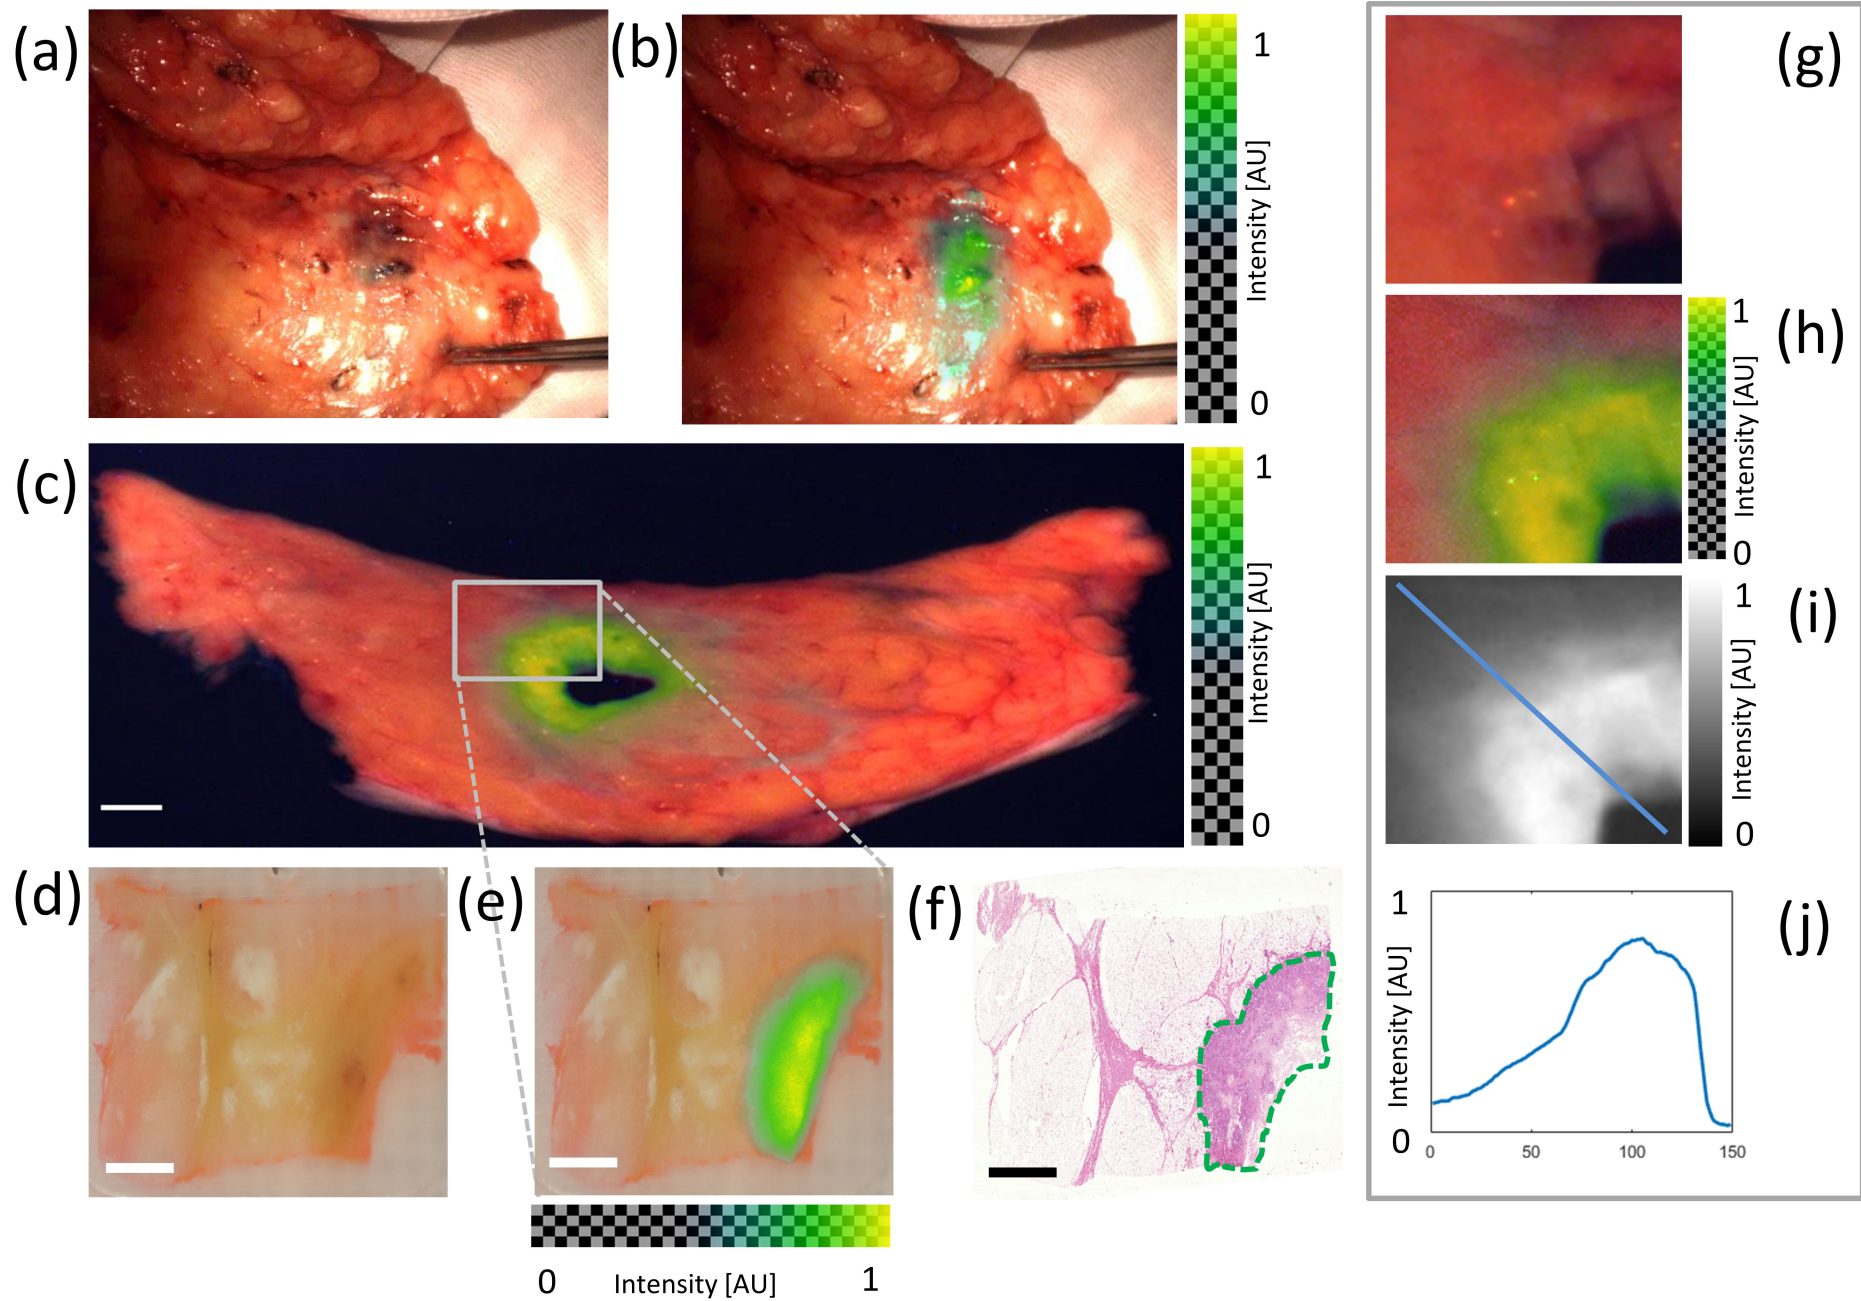 (a)
(b)
1
Intensity [AU]
0
(c)
1
Intensity [AU]
0
(d)
(e)
(f)
0
Intensity [AU]
1
(g)
(h)
1
Intensity [AU]
0
(i)
1
Intensity [AU]
0
(j)
1
Intensity [AU]
0
0
50
100
150